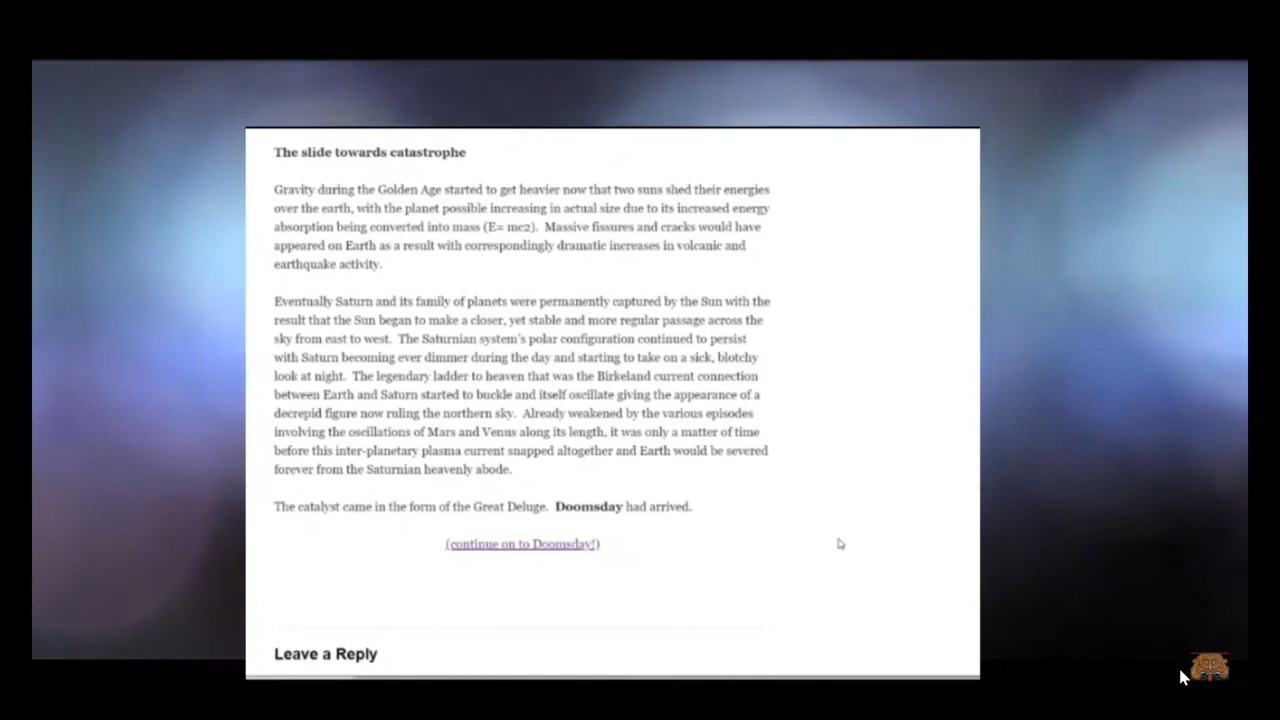 The slide towards catastrophe
Gravity during the Golden Age started to get heavier now that two suns shed their energies
over the earth, with the planet possible increasing in actual size due to its increased energy
absorption being converted into mass (E= mc2).  Massive fissures and cracks would have
appeared on Earth as a result with correspondingly dramatic increases in volcanic and
earthquake activity.
Eventually Saturn and its family of planets were permanently captured by the Sun with the
result that the Sun began to make a closer, yet stable and more regular passage across the
sky from east to west.  The Saturnian system's polar configuration continued to persist
with Saturn becoming ever dimmer during the day and starting to take on a sick, blotchy
look at night.  The legendary ladder to heaven that was the Birkeland current connection
between Earth and Saturn started to buckle and itself oscillate giving the appearance of a
decrepid figure now ruling the northern sky.  Already weakened by the various episodes
involving the oscillations of Mars and Venus along its length, it was only a matter of time
before this inter-planetary plasma current snapped altogether and Earth would be severed
forever from the Saturnian heavenly abode.
The catalyst came in the form of the Great Deluge.  Doomsday had arrived.
(continue on to Doomsday!)
Leave a Reply